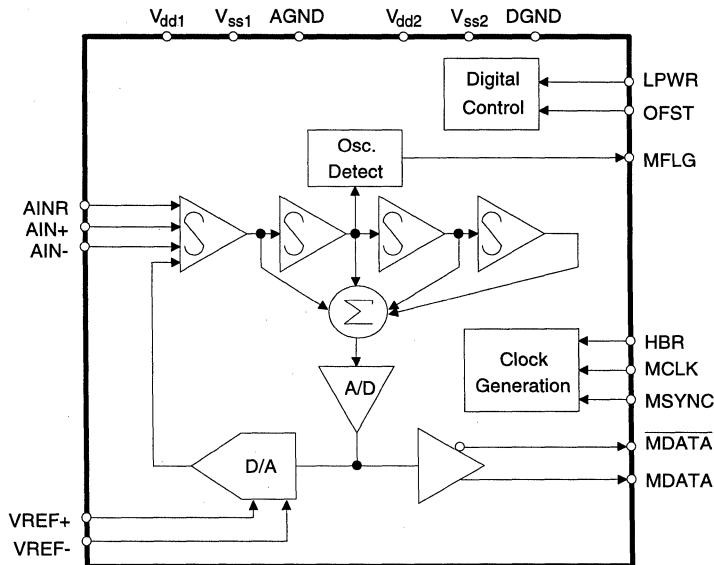 Vdd1 Vss1 AGND Vdd2 Vss2 DGND
Digital
Control
LPWR
OFST
Osc.
Detect
MFLG
AINR
AIN+
AIN-
Σ
A/D
Clock
Generation
HBR
MCLK
MSYNC
D/A
MDATA
MDATA
VREF+
VREF-